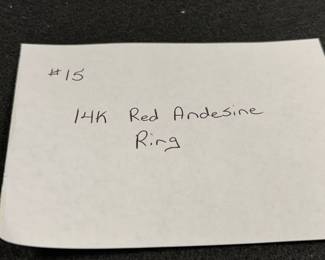 #15
14K Red Andesine
Ring